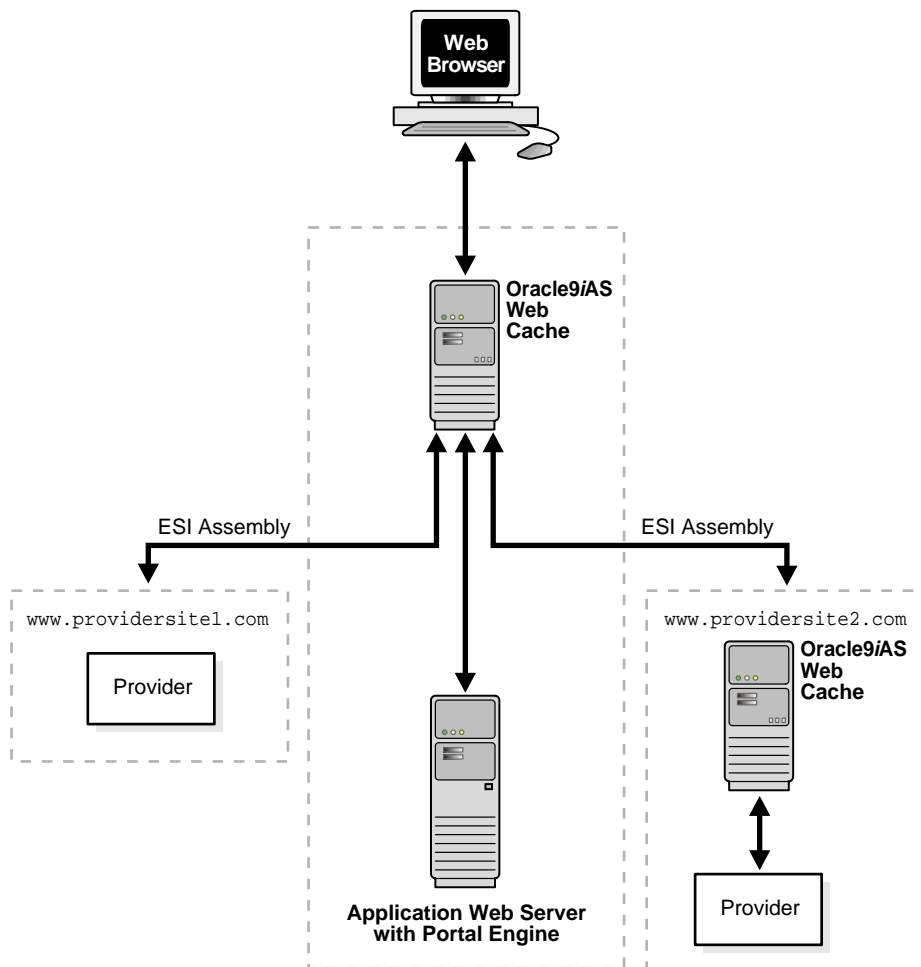 Web
Browser
Oracle9iAS
Web
Cache
ESI Assembly
ESI Assembly
www.providersite1.com
Provider
www.providersite2.com
Oracle9iAS
Web
Cache
Provider
Application Web Server
with Portal Engine